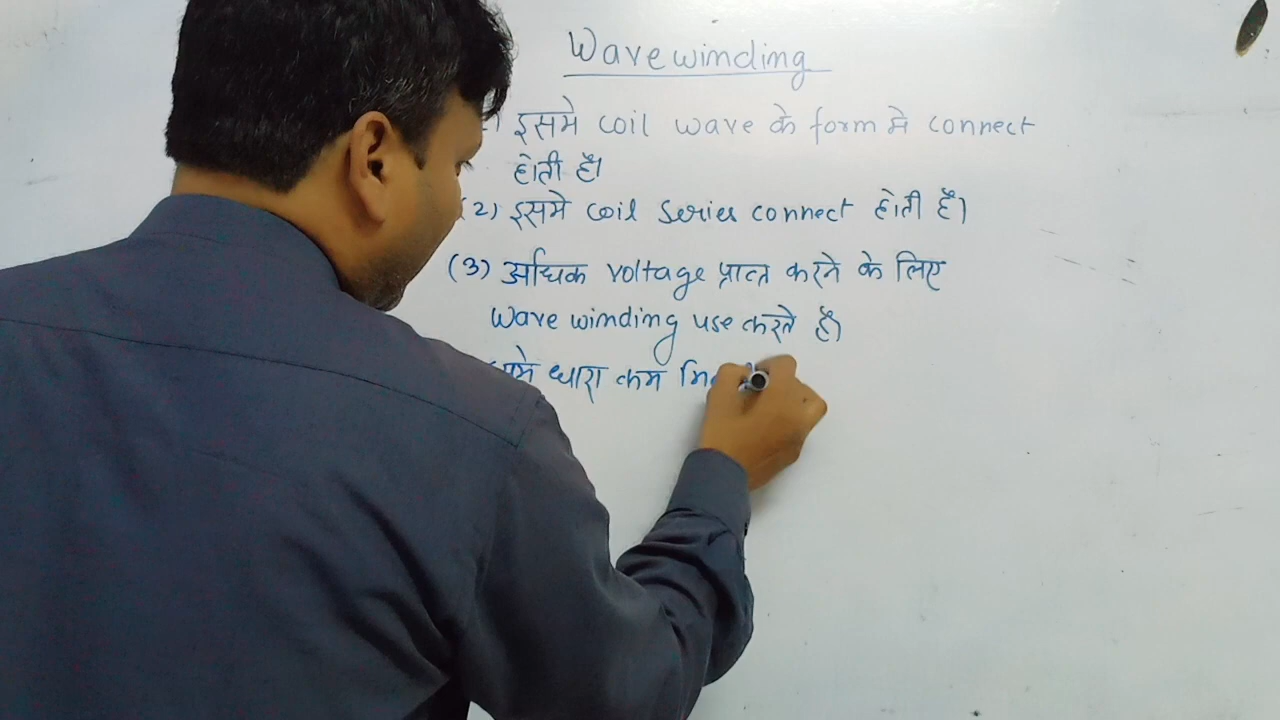 Wave winding
इसमे coil wave के form मे connect
होती है।
(2) इसमे coil series connect होती है।
(3) अधिक voltage प्राप्त करने के लिए
Wave winding use करते है।
धारा कम